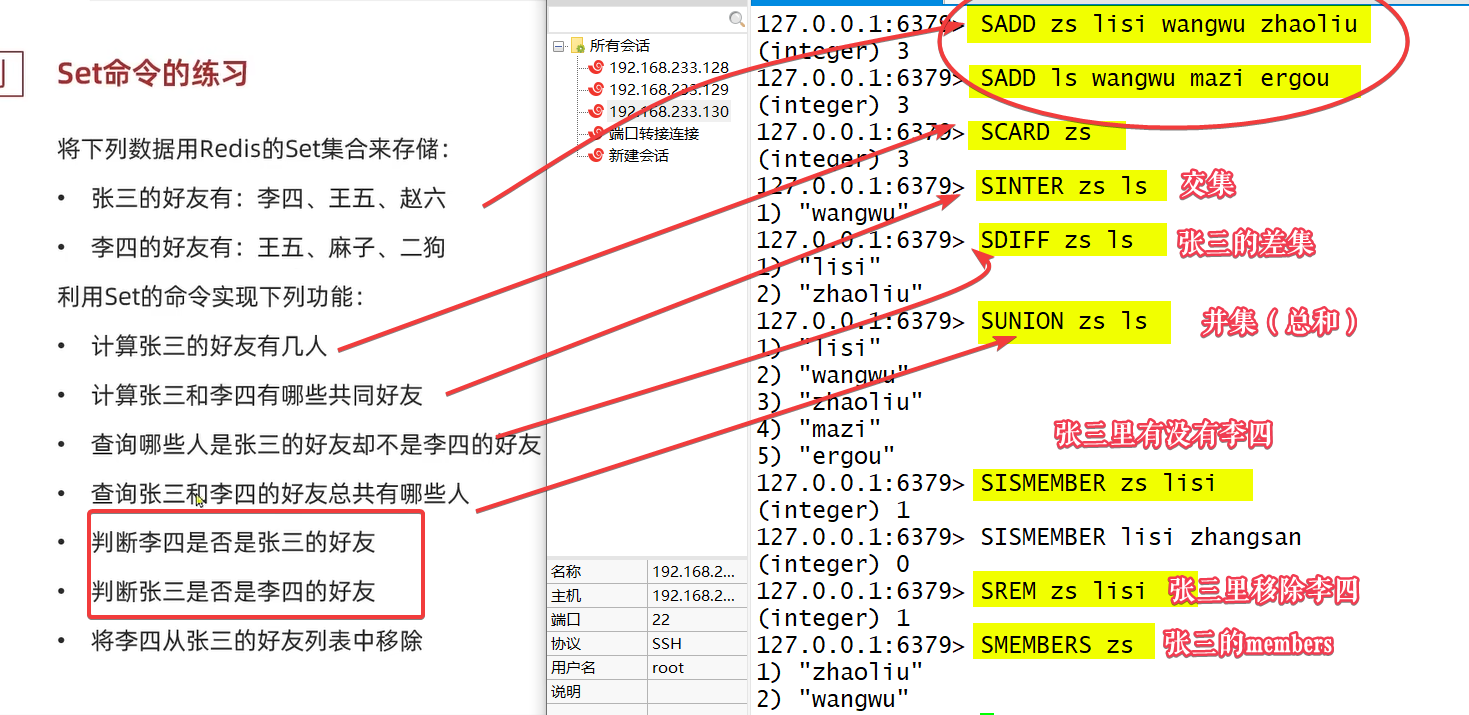 Set命令的练习
将下列数据用Redis的Set集合来存储：
• 张三的好友有：李四、王五、赵六
• 李四的好友有：王五、麻子、二狗
利用Set的命令实现下列功能：
• 计算张三的好友有几人
• 计算张三和李四有哪些共同好友
• 查询哪些人是张三的好友却不是李四的好友
• 查询张三和李四的好友总共有哪些人
• 判断李四是否是张三的好友
• 判断张三是否是李四的好友
• 将李四从张三的好友列表中移除
所有会话
192.168.233.128
192.168.233.129
192.168.233.130
端口转接连接
新建会话
名称 192.168.2...
主机 192.168.2...
端口 22
协议 SSH
用户名 root
说明
127.0.0.1:6379> SADD zs lisi wangwu zhaoliu
(integer) 3
127.0.0.1:6379> SADD ls wangwu mazi ergou
(integer) 3
127.0.0.1:6379> SCARD zs
(integer) 3
127.0.0.1:6379> SINTER zs ls 交集
1) "wangwu"
127.0.0.1:6379> SDIFF zs ls 张三的差集
1) "lisi"
2) "zhaoliu"
127.0.0.1:6379> SUNION zs ls 并集（总和）
1) "lisi"
2) "wangwu"
3) "zhaoliu"
4) "mazi"
5) "ergou"
张三里有没有李四
127.0.0.1:6379> SISMEMBER zs lisi
(integer) 1
127.0.0.1:6379> SISMEMBER lisi zhangsan
(integer) 0
127.0.0.1:6379> SREM zs lisi 张三里移除李四
(integer) 1
127.0.0.1:6379> SMEMBERS zs 张三的members
1) "zhaoliu"
2) "wangwu"